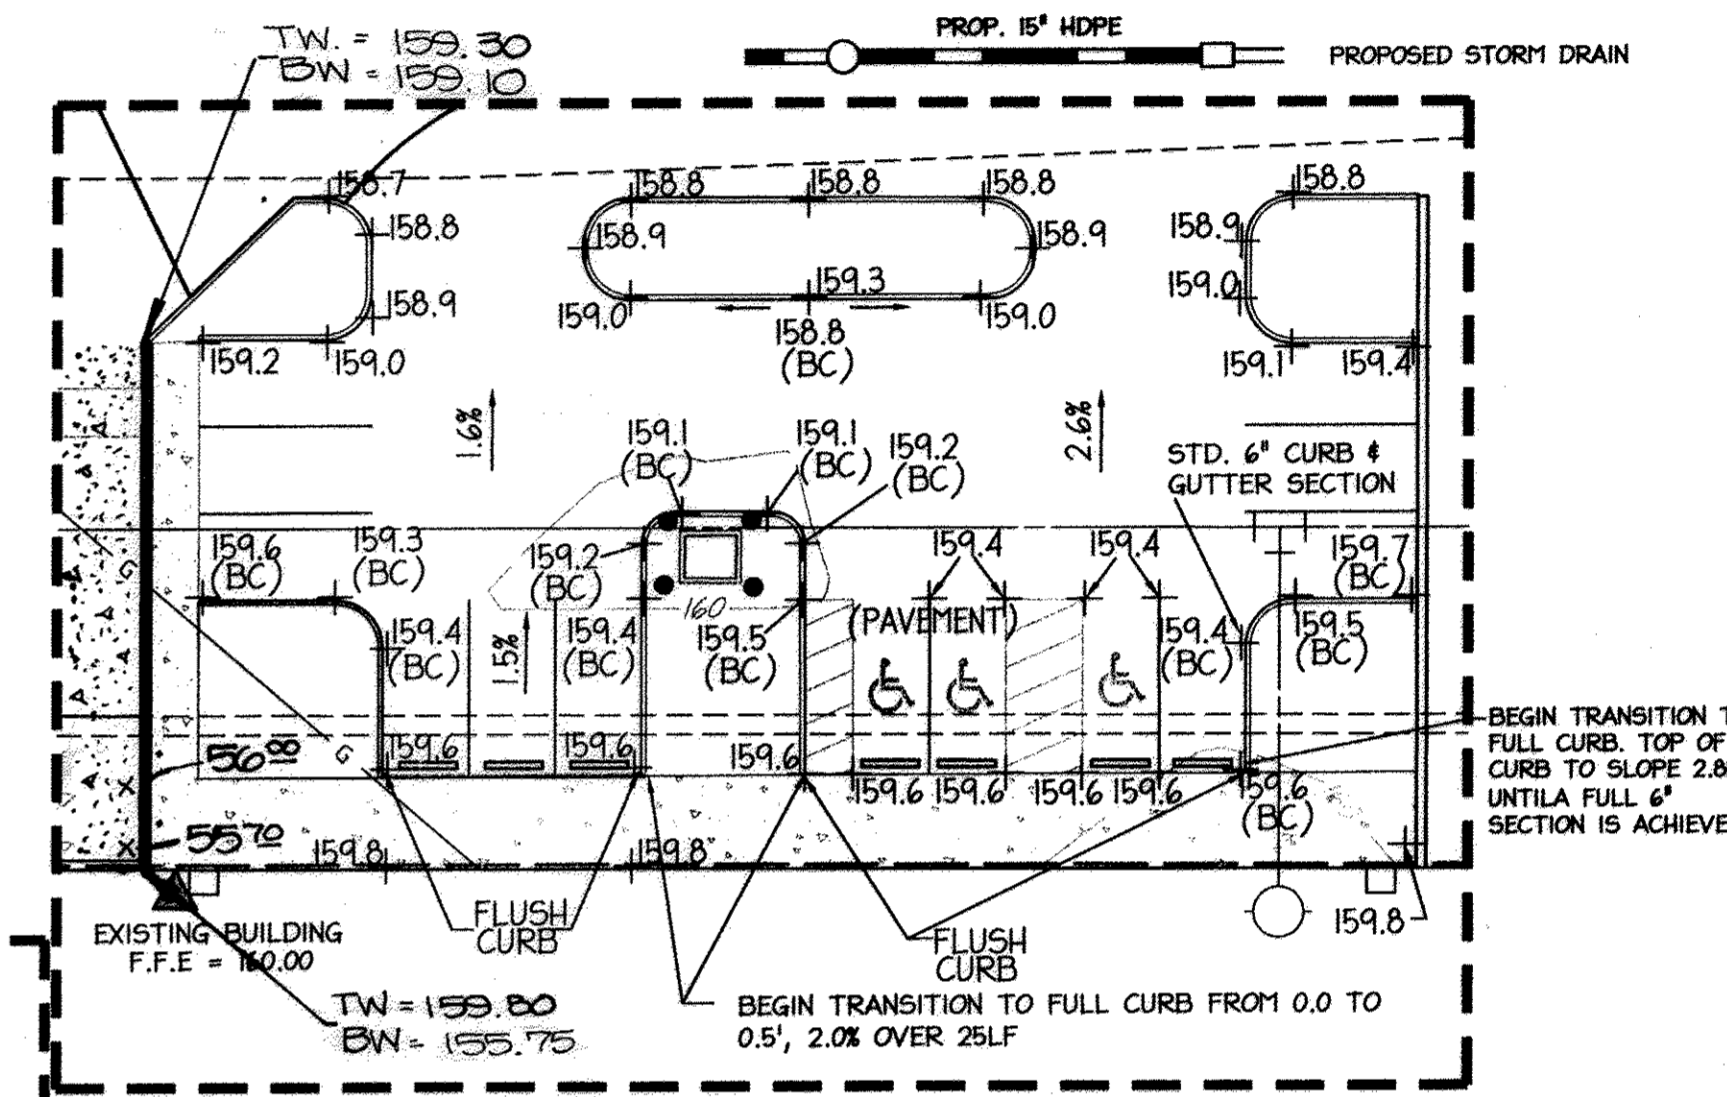 TW. = 159.30
BW = 159.10
PROP. 15" HDPE
PROPOSED STORM DRAIN
158.7
158.8
158.8
158.8
158.8
158.8
158.9
158.9
158.9
158.9
159.3
159.0
159.0
159.0
158.8
(BC)
159.2
159.0
159.1
159.4
1.6%
2.6%
159.1
(BC)
159.1
(BC)
159.2
(BC)
STD. 6" CURB &
GUTTER SECTION
159.6
(BC)
159.3
(BC)
159.2
(BC)
159.4
159.4
159.7
(BC)
G
160
(PAVEMENT)
159.4
(BC)
1.5%
159.4
(BC)
159.5
(BC)
159.4
(BC)
159.5
(BC)
56.00
G
159.6
159.6
159.6
159.6
159.6
159.6
159.6
159.6
(BC)
BEGIN TRANSITION T
FULL CURB. TOP OF
CURB TO SLOPE 2.8
UNTILA FULL 6"
SECTION IS ACHIEVE
X
55.70
X
159.8
159.8
159.8
EXISTING BUILDING
F.F.E = 160.00
FLUSH
CURB
FLUSH
CURB
TW = 159.80
BW = 155.75
BEGIN TRANSITION TO FULL CURB FROM 0.0 TO
0.5', 2.0% OVER 25LF